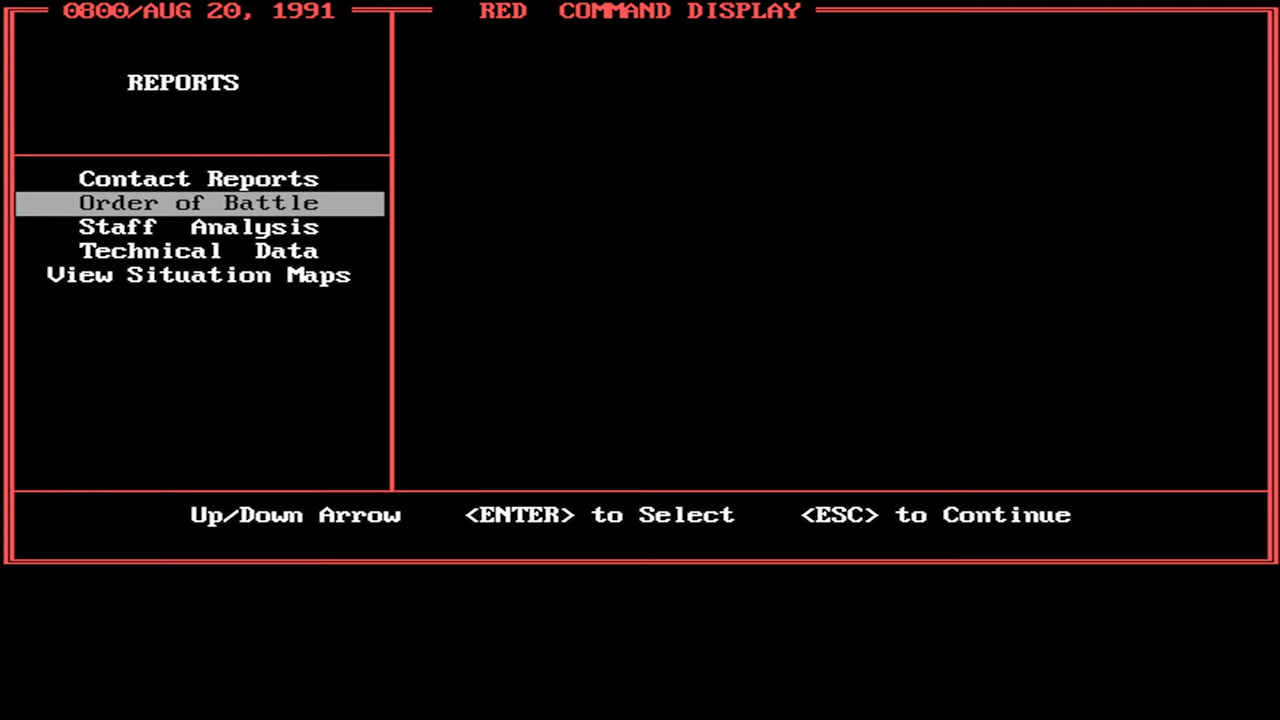 0800/AUG 20, 1991 RED COMMAND DISPLAY
REPORTS
Contact Reports
Order of Battle
Staff Analysis
Technical Data
View Situation Maps
Up/Down Arrow <ENTER> to Select <ESC> to Continue